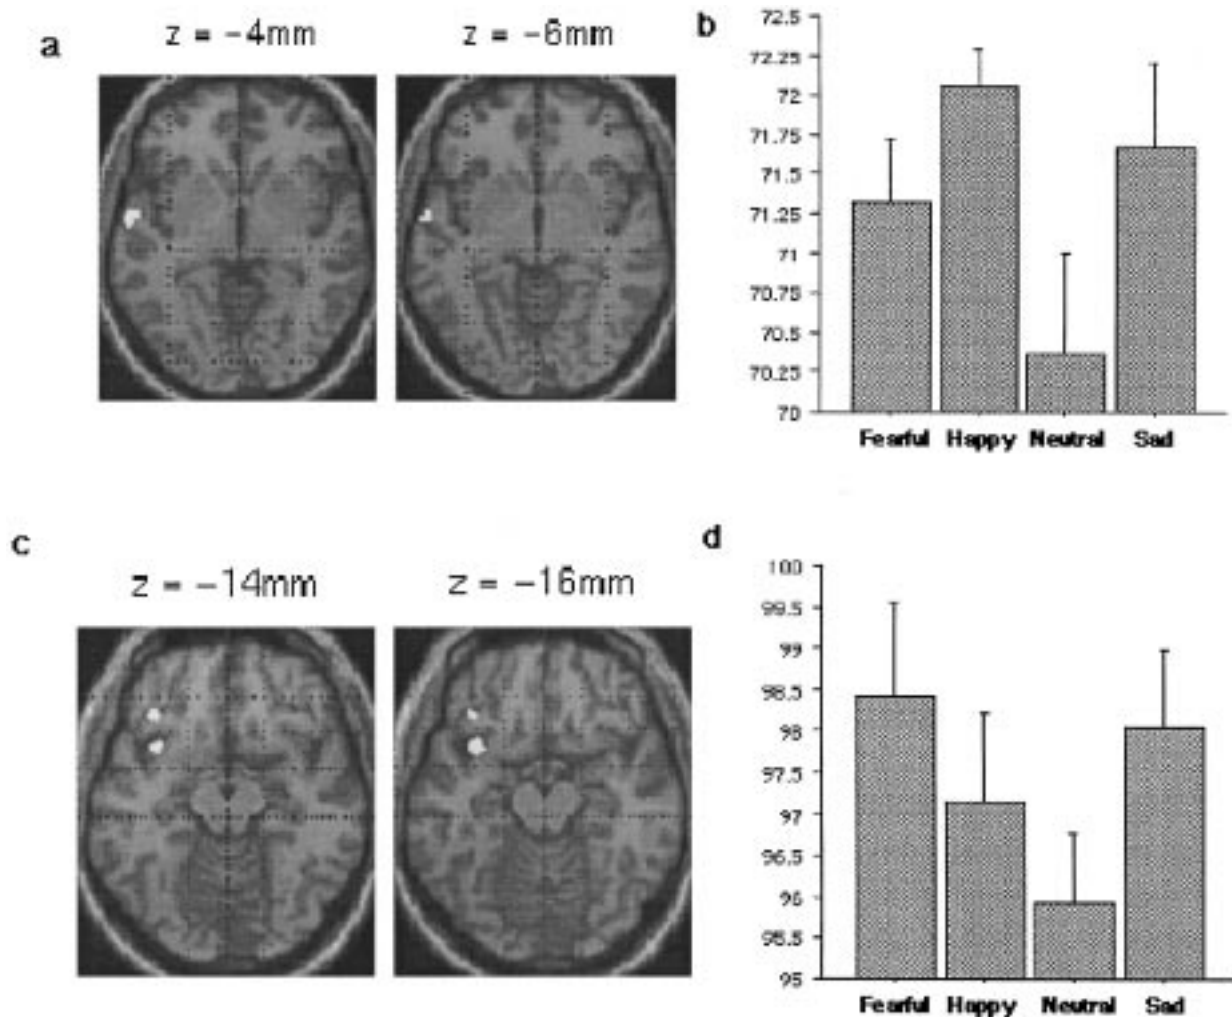 a
z = -4mm
z = -6mm
b
72.5
72.25
72
71.75
71.5
71.25
71
70.75
70.5
70.25
70
Fearful Happy Neutral Sad
c
z = -14mm
z = -16mm
d
100
99.5
99
98.5
98
97.5
97
96.5
96
95.5
95
Fearful Happy Neutral Sad